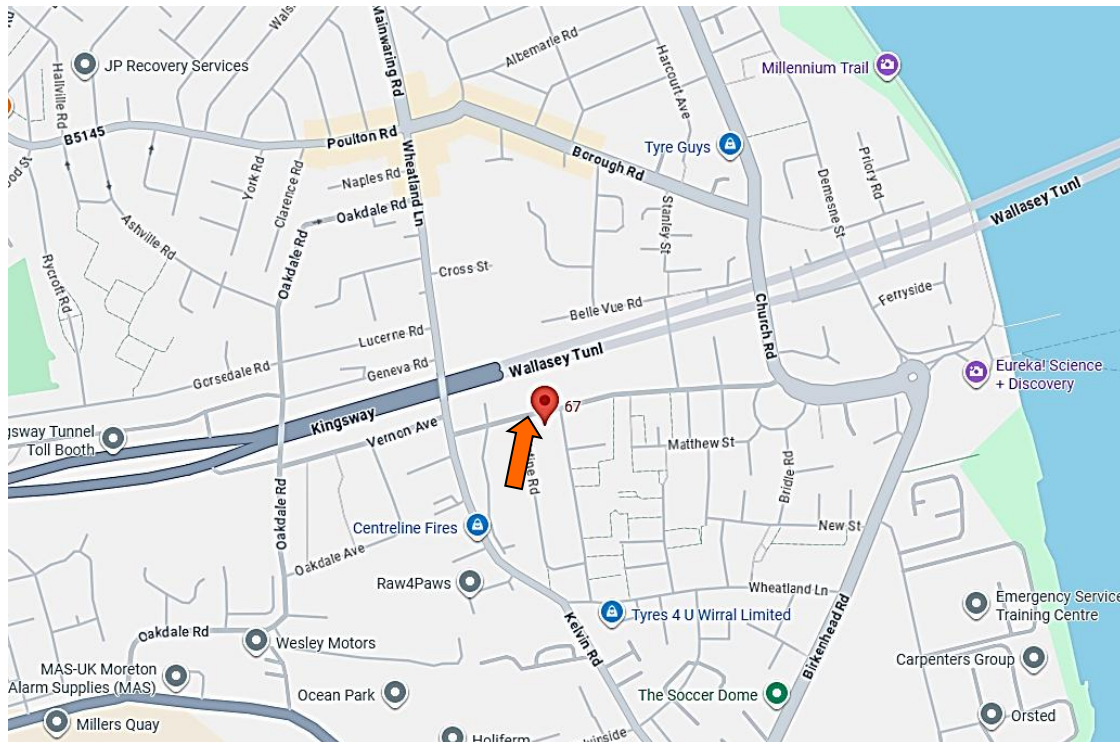 JP Recovery Services
Hallville Rd
Mainwaring Rd
Albemarle Rd
Harcourt Ave
Millennium Trail
B5145
Poulton Rd
Borough Rd
Tyre Guys
York Rd
Clarence Rd
Naples Rd
Wheatland Ln
Oakdale Rd
Ashville Rd
Stanley St
Demesne St
Priory Rd
Wallasey Tunl
Rycroft Rd
Oakdale Rd
Cross St
Belle Vue Rd
Ferryside
Church Rd
Lucerne Rd
Gorsedale Rd
Geneva Rd
Wallasey Tunl
Eureka! Science
+ Discovery
Kingsway
67
Vernon Ave
Tunnel
Toll Booth
Matthew St
Bridle Rd
Oakdale Rd
Centreline Fires
New St
Oakdale Ave
Raw4Paws
Wheatland Ln
Tyres 4 U Wirral Limited
Emergency Service
Training Centre
Oakdale Rd
Wesley Motors
Kelvin Rd
Birkenhead Rd
Carpenters Group
MAS-UK Moreton
Alarm Supplies (MAS)
Ocean Park
The Soccer Dome
Millers Quay
Orsted
Holiferm